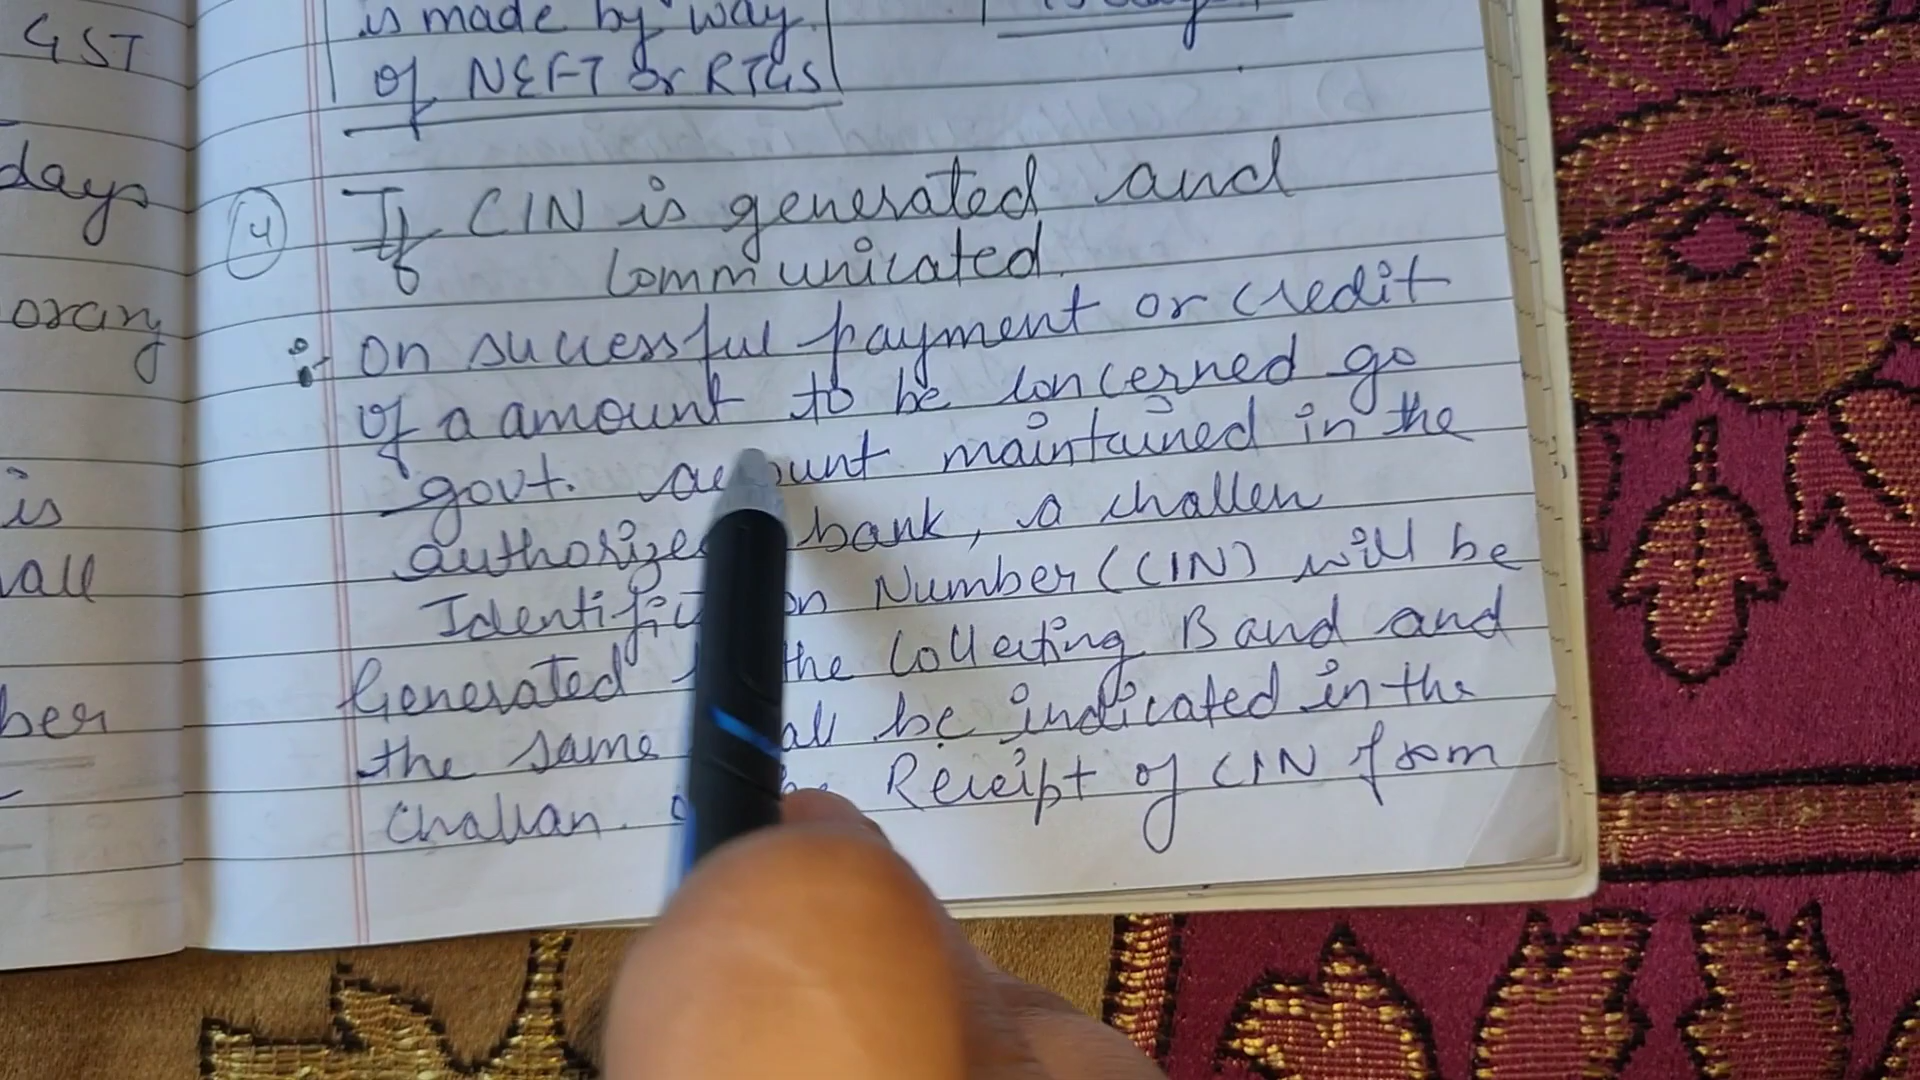 GST
days
orary
is
all
ber
is made by way
of NEFT or RTGS
4 If CIN is generated and
Communicated.
:- On successful payment or credit
of a amount to be concerned go
govt. account maintained in the
authorized bank, a challen
Identification Number (CIN) will be
Generated the Collecting Band and
the same be indicated in the
Challan. Receipt of CIN from